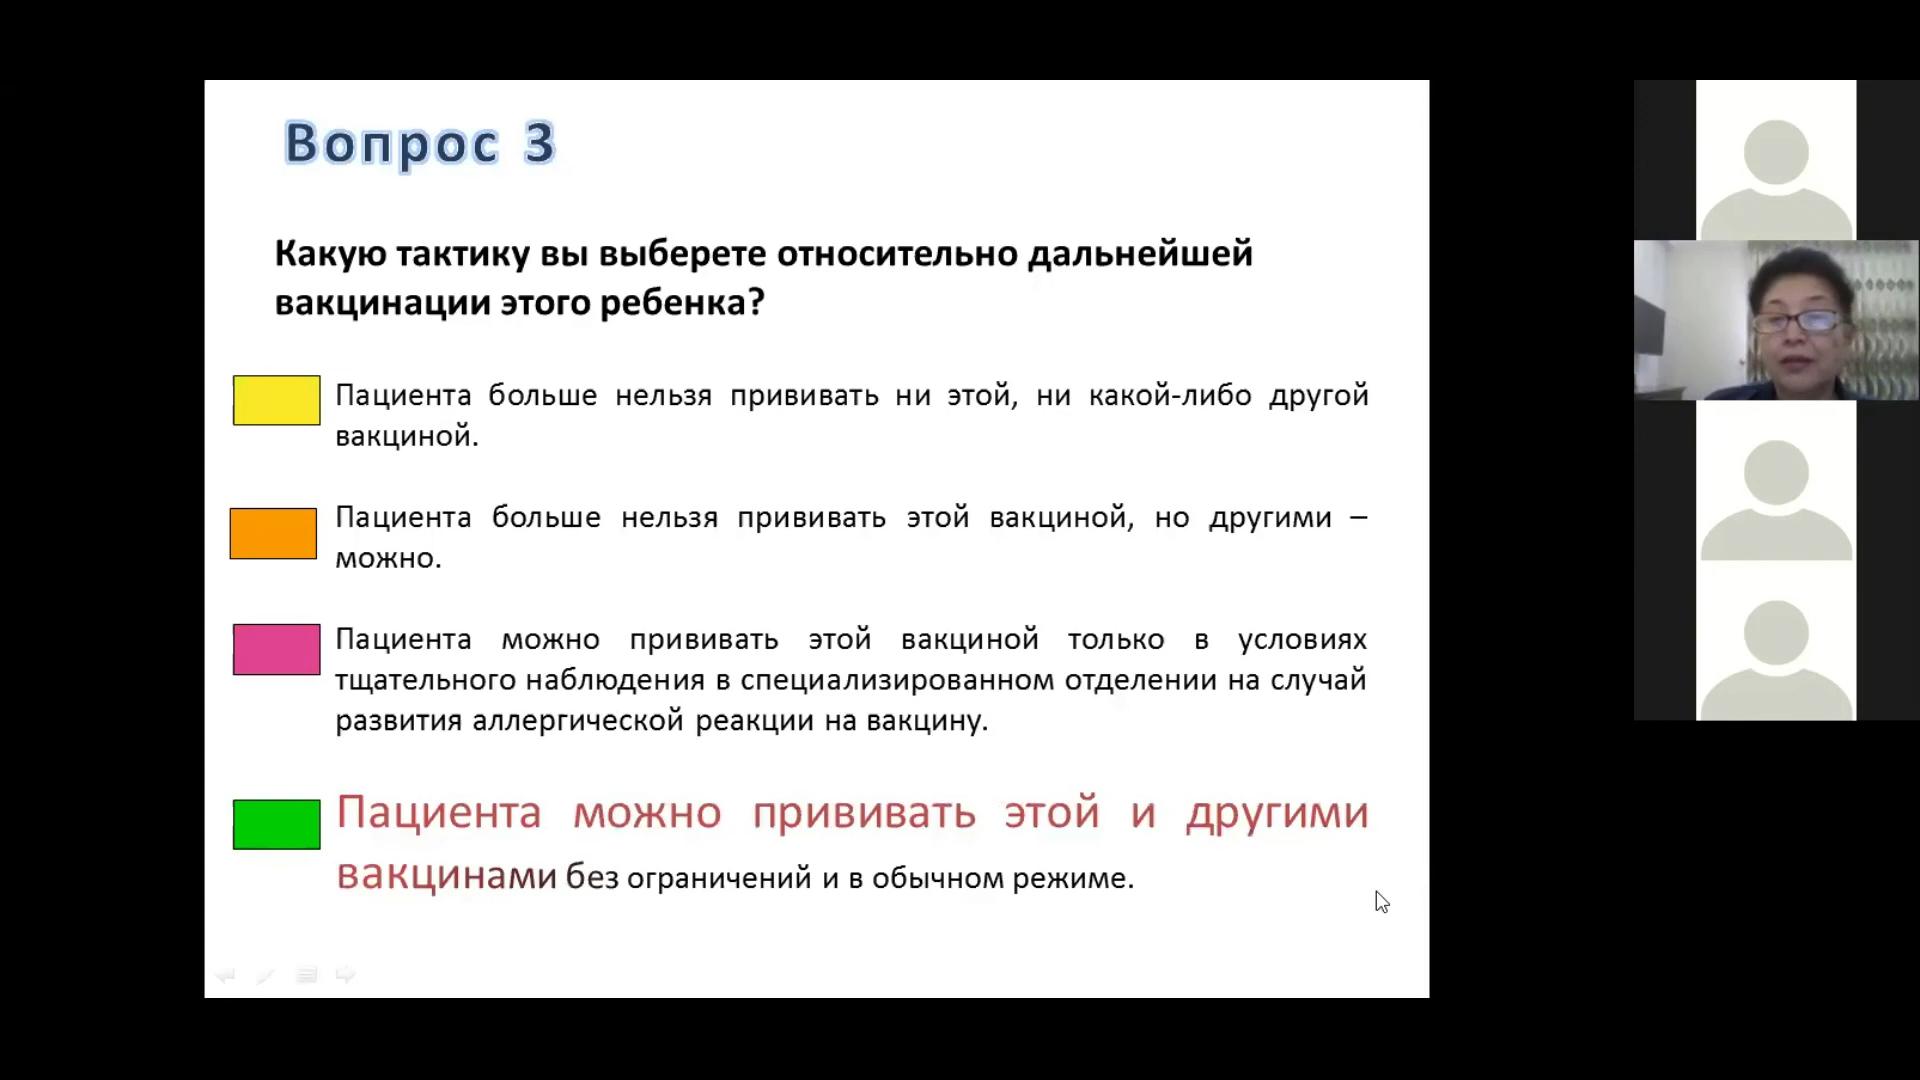 Вопрос 3
Какую тактику вы выберете относительно дальнейшей
вакцинации этого ребенка?
Пациента больше нельзя прививать ни этой, ни какой-либо другой
вакциной.
Пациента больше нельзя прививать этой вакциной, но другими –
можно.
Пациента можно прививать этой вакциной только в условиях
тщательного наблюдения в специализированном отделении на случай
развития аллергической реакции на вакцину.
Пациента можно прививать этой и другими
вакцинами без ограничений и в обычном режиме.